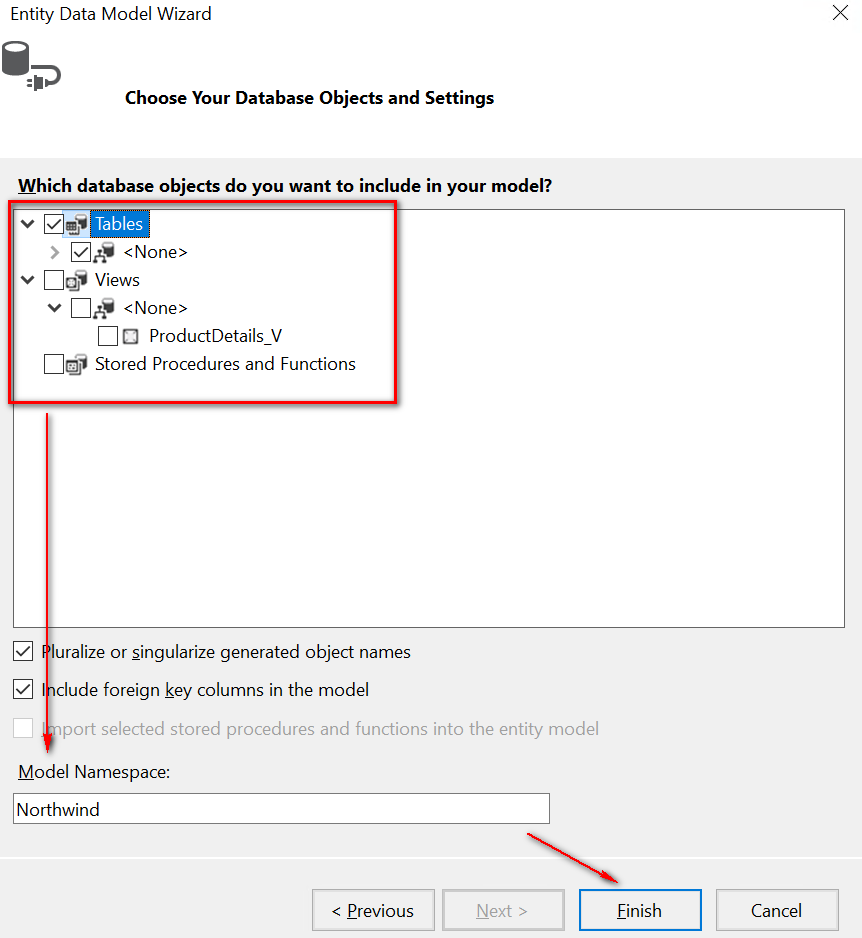 Entity Data Model Wizard
Choose Your Database Objects and Settings
Which database objects do you want to include in your model?
Tables
<None>
Views
<None>
ProductDetails_V
Stored Procedures and Functions
Pluralize or singularize generated object names
Include foreign key columns in the model
Import selected stored procedures and functions into the entity model
Model Namespace:
Northwind
< Previous
Next >
Finish
Cancel